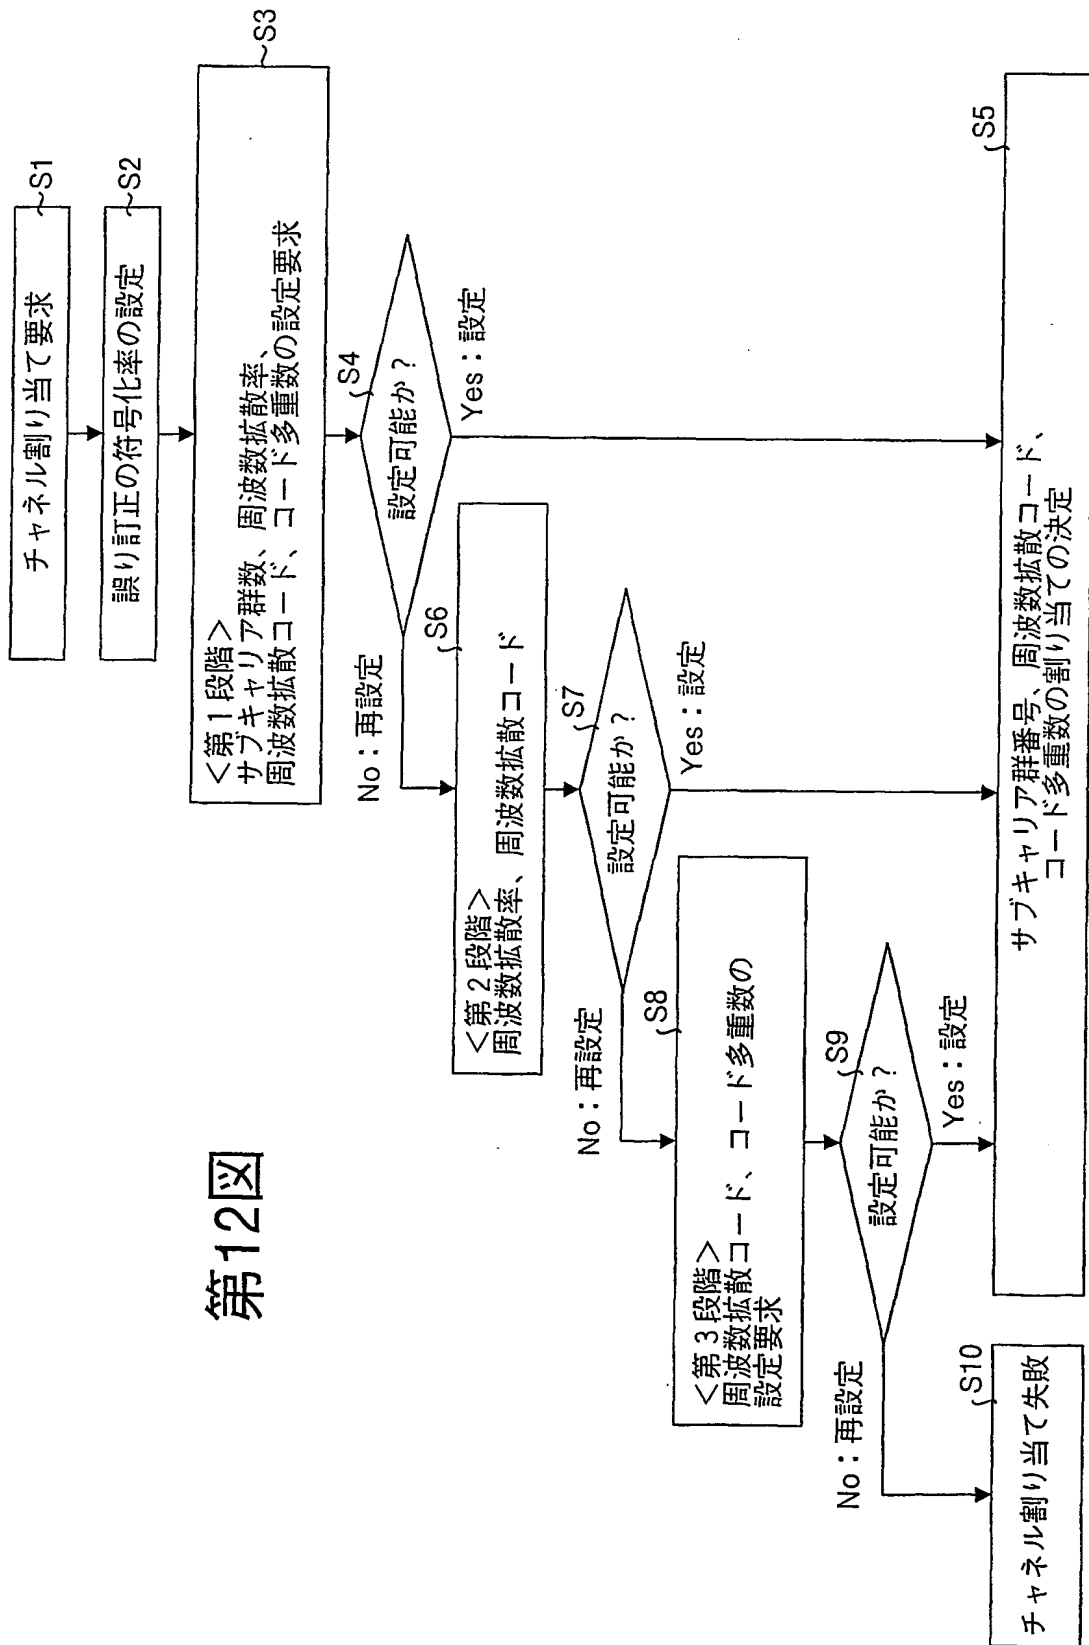 第12図
チャネル割り当て要求
S1
誤り訂正の符号化率の設定
S2
<第1段階>
サブキャリア群数、周波数拡散率、
周波数拡散コード、コード多重数の設定要求
S3
設定可能か?
S4
No:再設定
Yes:設定
<第2段階>
周波数拡散率、周波数拡散コード
S6
設定可能か?
S7
No:再設定
Yes:設定
<第3段階>
周波数拡散コード、コード多重数の
設定要求
S8
設定可能か?
S9
No:再設定
Yes:設定
サブキャリア群番号、周波数拡散コード、
コード多重数の割り当ての決定
S5
チャネル割り当て失敗
S10